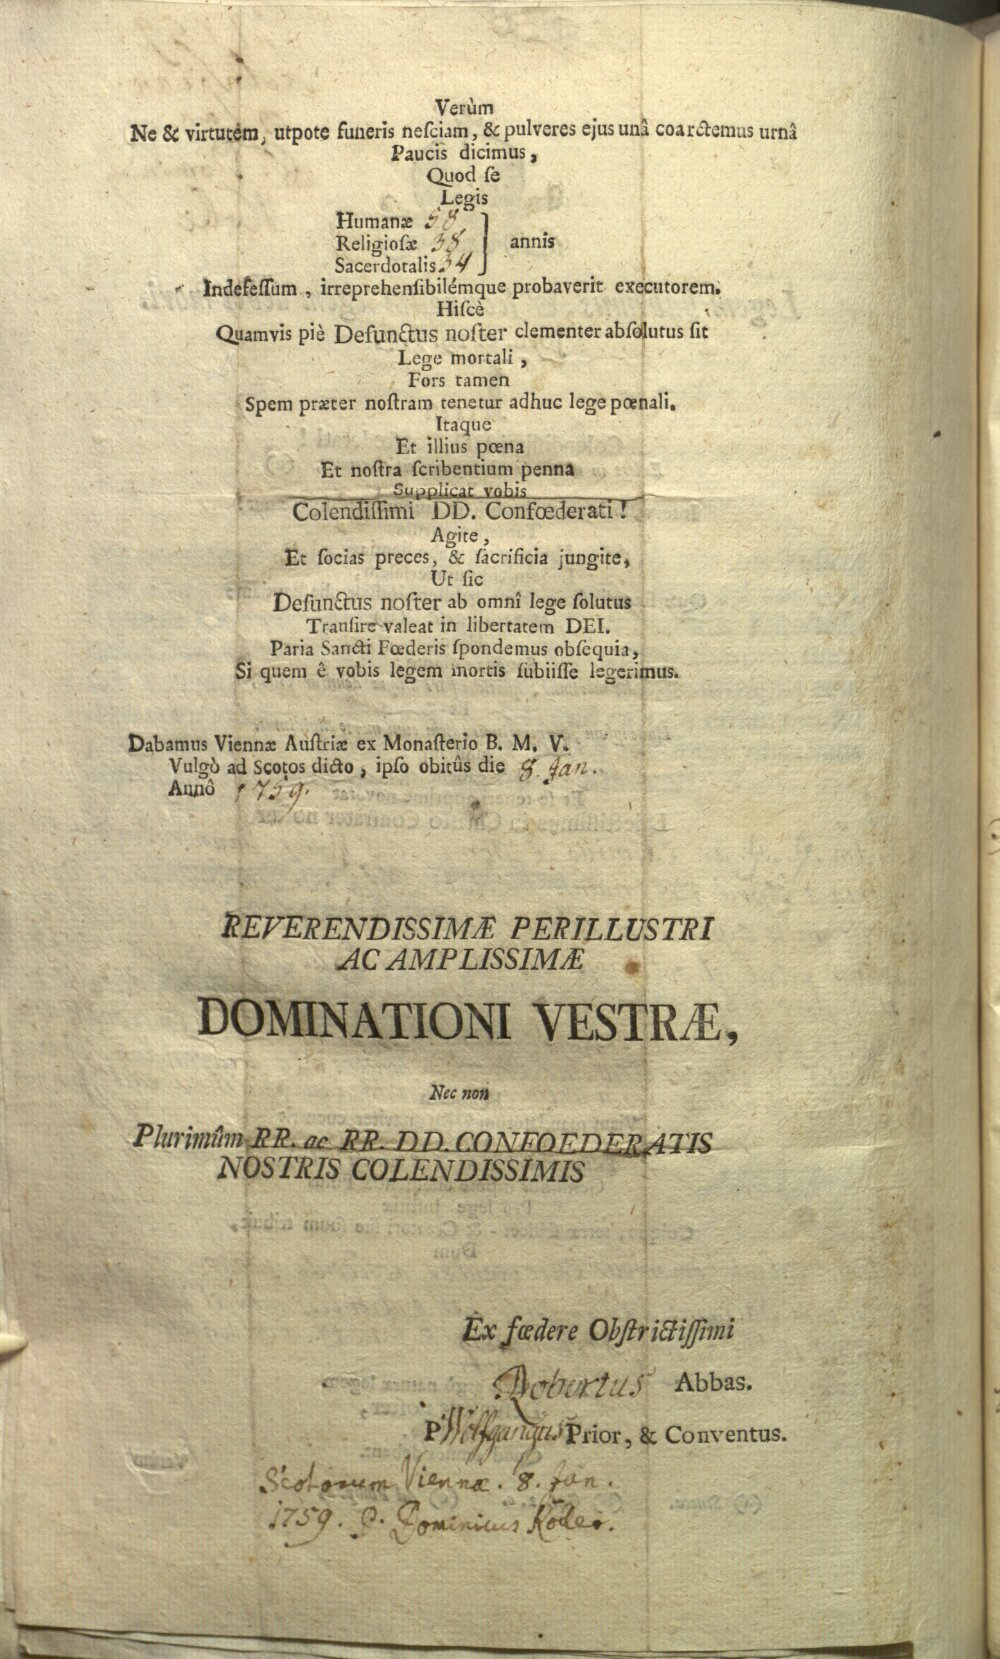 Verùm
Ne & virtutem, utpote funeris nesciam, & pulveres ejus unâ coarctemus urnâ
Paucis dicimus,
Quod se
Legis
Humanæ 58
Religiosæ 38 } annis
Sacerdotalis 34
Indefessum, irreprehensibilémque probaverit executorem.
Hiscè
Quamvis piè Defunctus noster clementer absolutus sit
Lege mortali,
Fors tamen
Spem præter nostram tenetur adhuc lege pœnali.
Itaque
Et illius pœna
Et nostra scribentium penna
Supplicat vobis
Colendissimi DD. Confœderati!
Agite,
Et socias preces, & sacrificia jungite,
Ut sic
Defunctus noster ab omnî lege solutus
Transire valeat in libertatem DEI.
Paria Sancti Fœderis spondemus obsequia,
Si quem ê vobis legem mortis subiisse legerimus.
Dabamus Viennæ Austriæ ex Monasterio B. M. V.
Vulgò ad Scotos dicto, ipso obitûs die 8. Jan.
Annô 1759.
REVERENDISSIMÆ PERILLUSTRI
AC AMPLISSIMÆ
DOMINATIONI VESTRÆ,
Nec non
Plurimûm RR. ac RR. DD. CONFOEDERATIS
NOSTRIS COLENDISSIMIS
Ex fœdere Obstrictissimi
Robertus Abbas.
P Wolfgangus Prior, & Conventus.
Scotorum Viennæ. 8. Jan.
1759. P. Dominicus